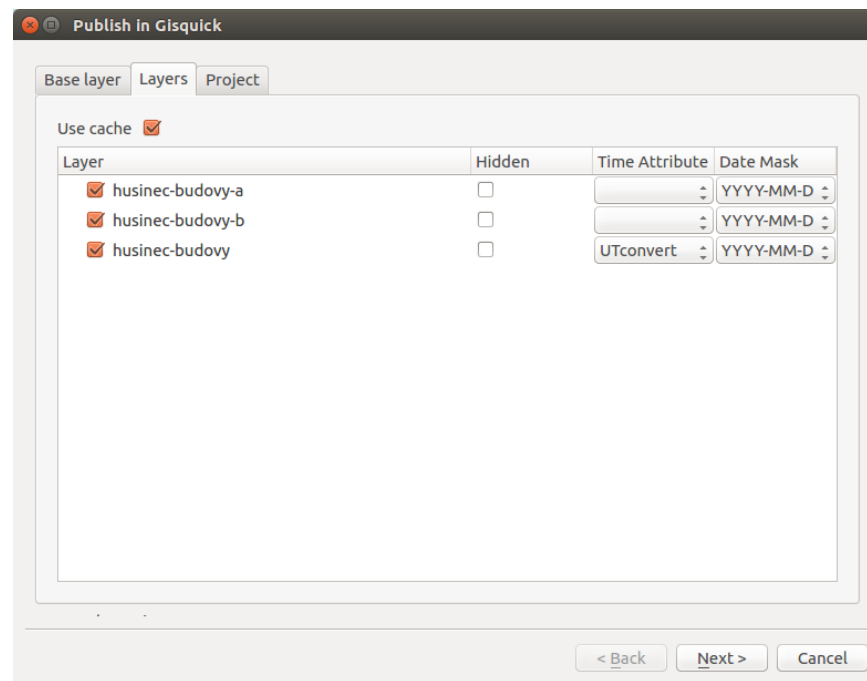 Publish in Gisquick
Base layer Layers Project
Use cache
Layer Hidden Time Attribute Date Mask
husinec-budovy-a YYYY-MM-D
husinec-budovy-b YYYY-MM-D
husinec-budovy UTconvert YYYY-MM-D
< Back Next > Cancel